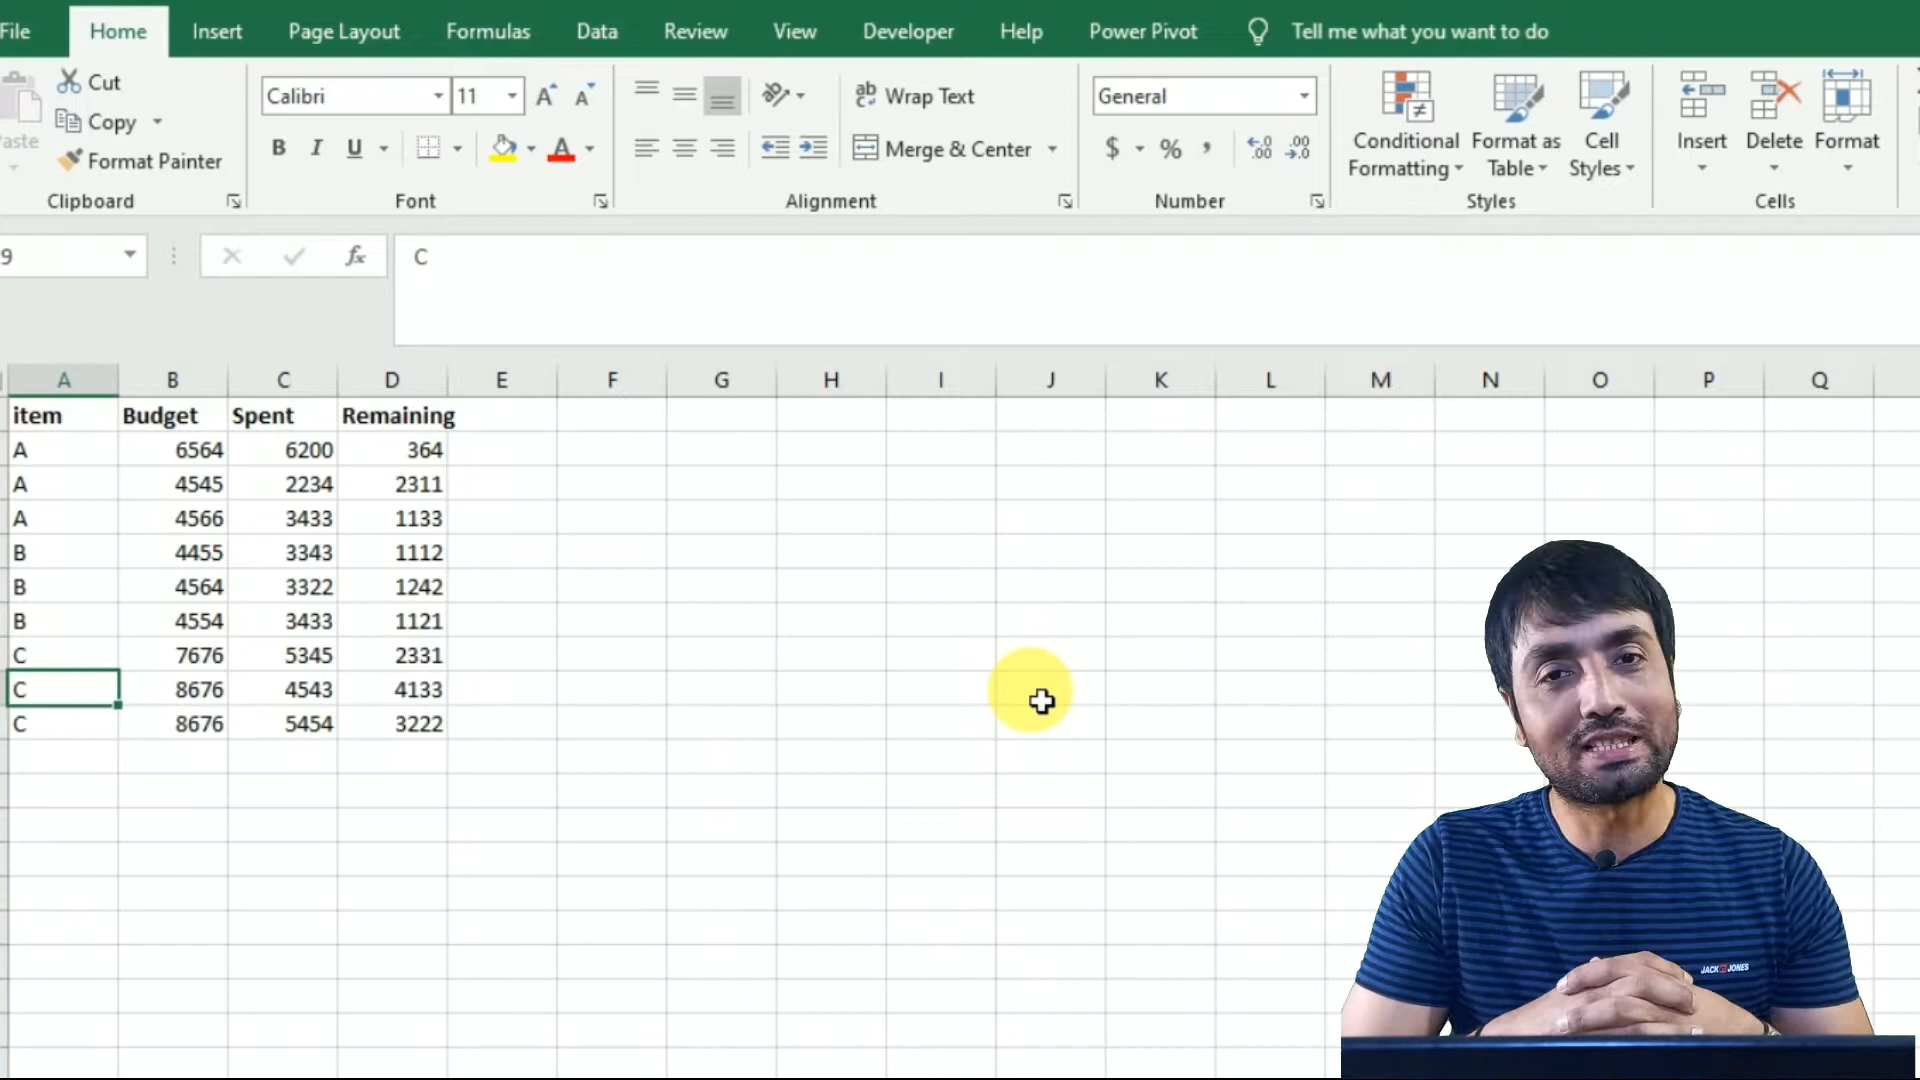 File Home Insert Page Layout Formulas Data Review View Developer Help Power Pivot Tell me what you want to do
Cut
Copy
Format Painter
Paste
Clipboard
Calibri 11
B I U
Font
Wrap Text
Merge & Center
Alignment
General
$ % ,
Number
Conditional Formatting
Format as Table
Cell Styles
Styles
Insert Delete Format
Cells
9 fx C
A B C D E F G H I J K L M N O P Q
item Budget Spent Remaining
A 6564 6200 364
A 4545 2234 2311
A 4566 3433 1133
B 4455 3343 1112
B 4564 3322 1242
B 4554 3433 1121
C 7676 5345 2331
C 8676 4543 4133
C 8676 5454 3222
JACK JONES